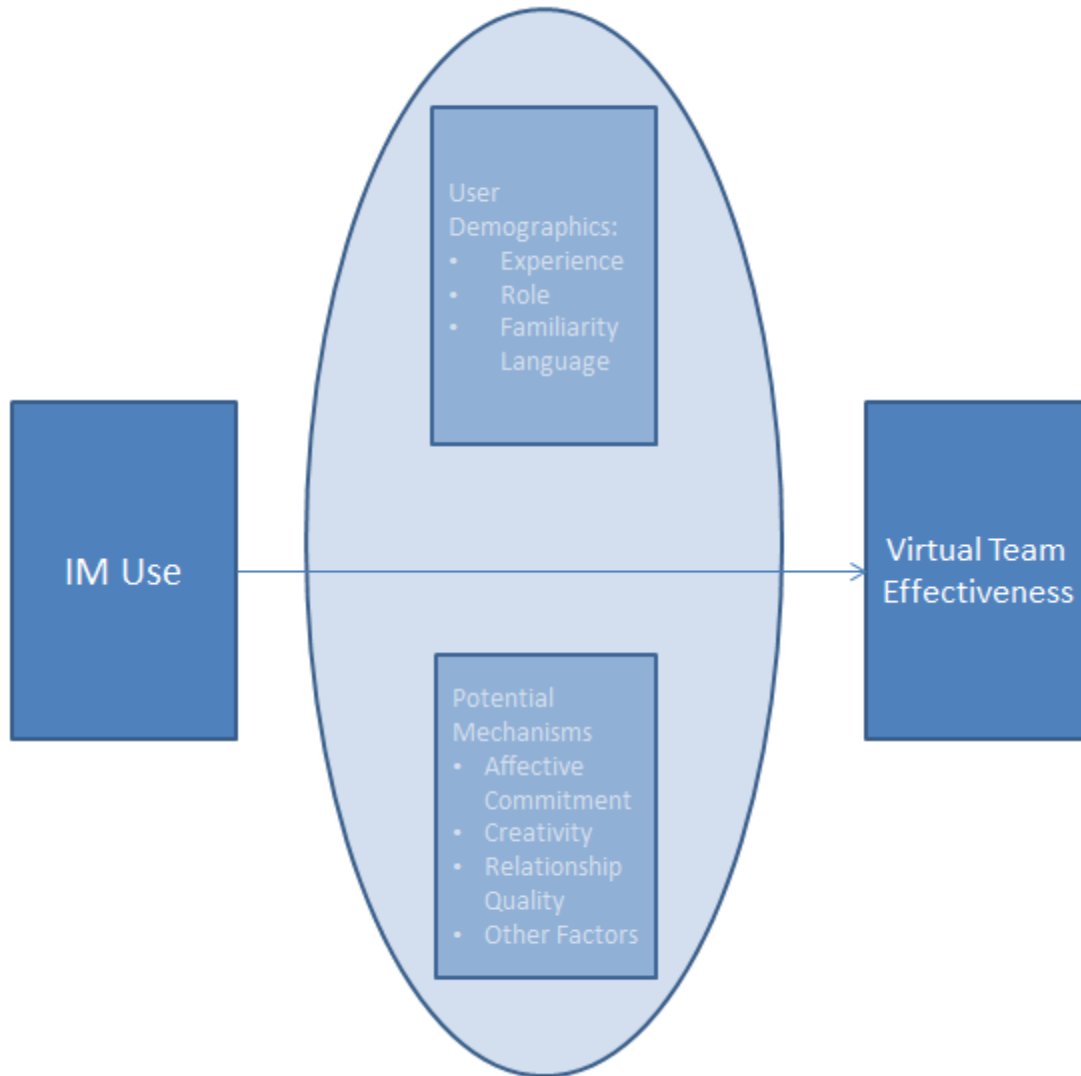 User
Demographics:
• Experience
• Role
• Familiarity
Language
IM Use
Virtual Team
Effectiveness
Potential
Mechanisms
• Affective
Commitment
• Creativity
• Relationship
Quality
• Other Factors